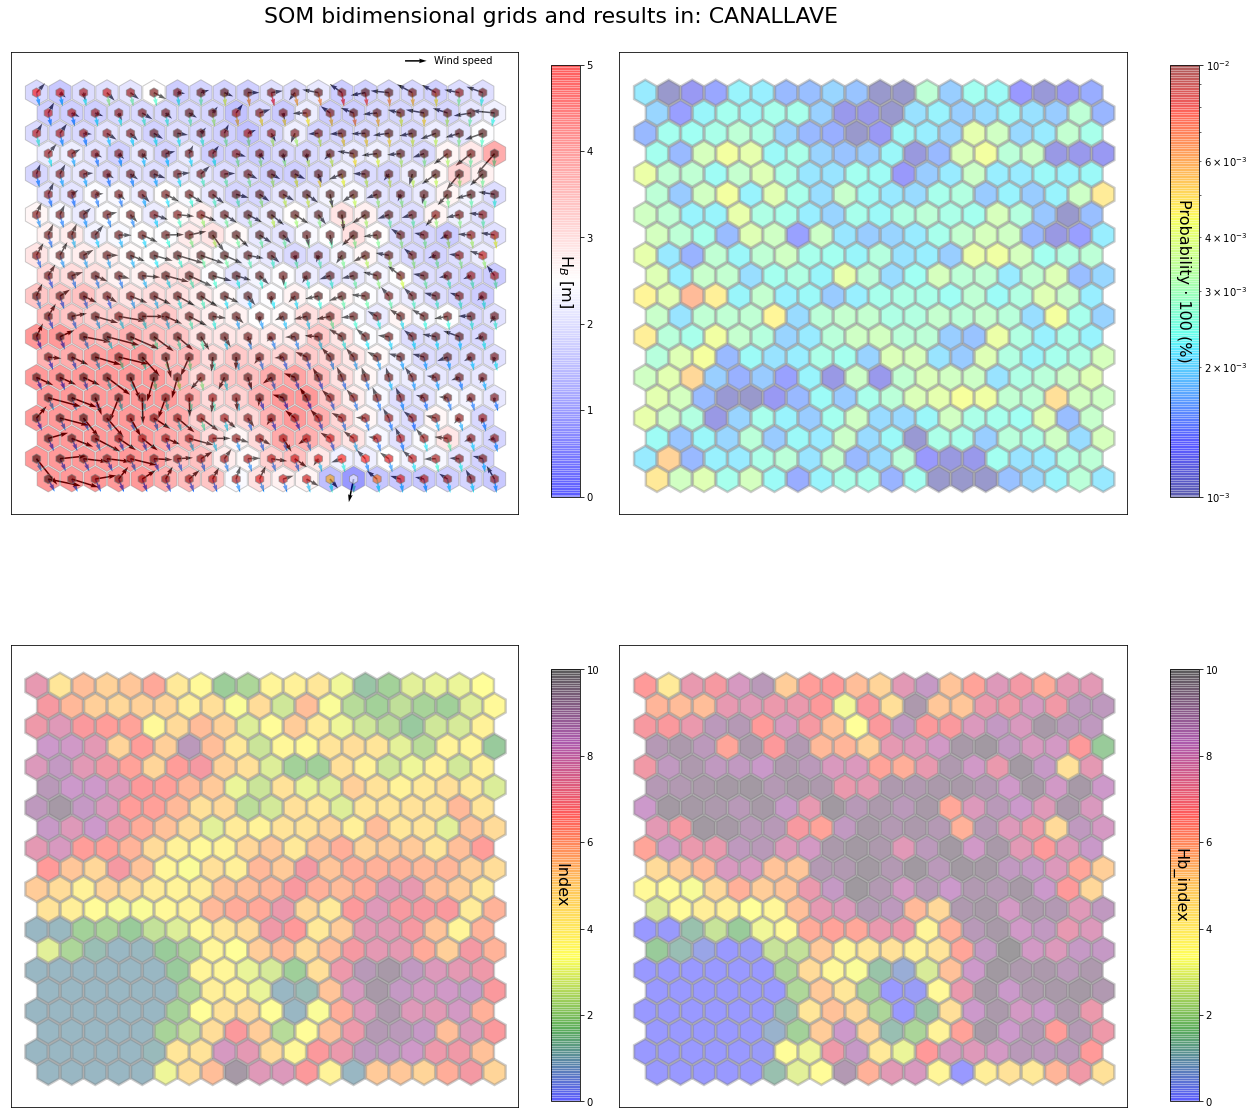 SOM bidimensional grids and results in: CANALLAVE
Wind speed
5
4
3
2
1
0
H_B [m]
10⁻²
6 × 10⁻³
4 × 10⁻³
3 × 10⁻³
2 × 10⁻³
10⁻³
Probability · 100 (%)
10
8
6
4
2
0
Index
10
8
6
4
2
0
Hb_index